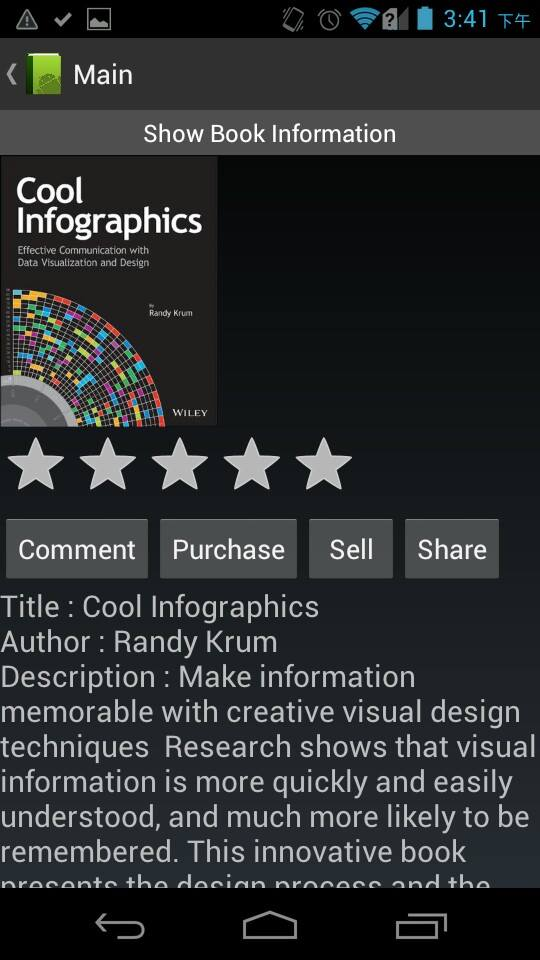 3:41 下午
Main
Show Book Information
Cool
Infographics
Effective Communication with
Data Visualization and Design
by
Randy Krum
WILEY
Comment Purchase Sell Share
Title : Cool Infographics
Author : Randy Krum
Description : Make information
memorable with creative visual design
techniques  Research shows that visual
information is more quickly and easily
understood, and much more likely to be
remembered. This innovative book
presents the design process and the